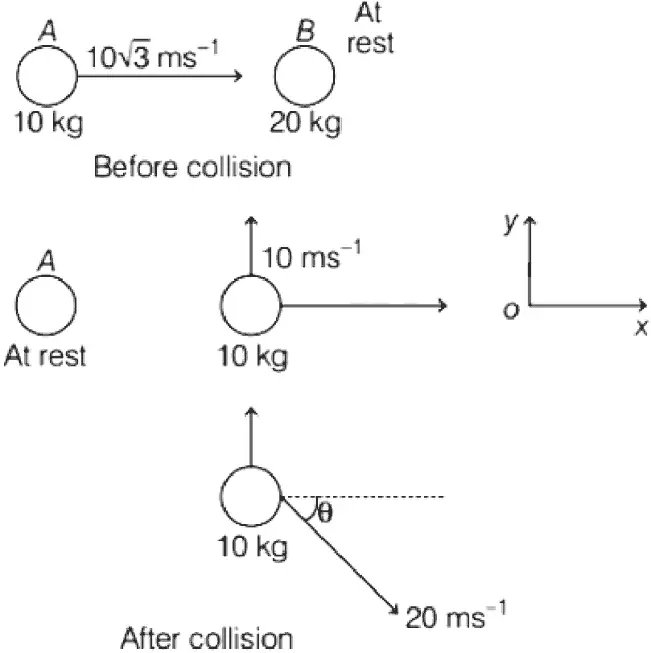 A
10√3 ms⁻¹
B
At
rest
10 kg
20 kg
Before collision
A
10 ms⁻¹
y
O
x
At rest
10 kg
θ
10 kg
20 ms⁻¹
After collision